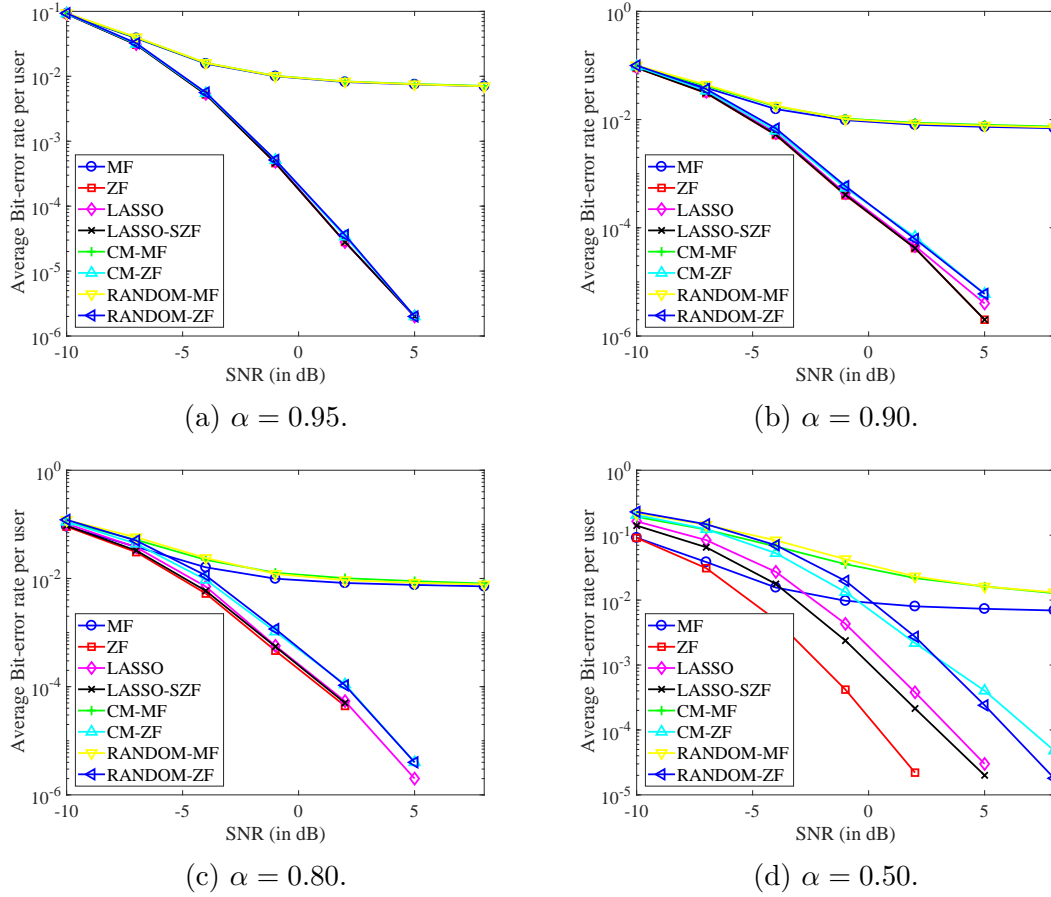 10^-1
10^-2
10^-3
10^-4
10^-5
10^-6
Average Bit-error rate per user
MF
ZF
LASSO
LASSO-SZF
CM-MF
CM-ZF
RANDOM-MF
RANDOM-ZF
-10 -5 0 5
SNR (in dB)
(a) α = 0.95.
10^0
10^-2
10^-4
10^-6
Average Bit-error rate per user
MF
ZF
LASSO
LASSO-SZF
CM-MF
CM-ZF
RANDOM-MF
RANDOM-ZF
-10 -5 0 5
SNR (in dB)
(b) α = 0.90.
10^0
10^-2
10^-4
10^-6
Average Bit-error rate per user
MF
ZF
LASSO
LASSO-SZF
CM-MF
CM-ZF
RANDOM-MF
RANDOM-ZF
-10 -5 0 5
SNR (in dB)
(c) α = 0.80.
10^0
10^-1
10^-2
10^-3
10^-4
10^-5
Average Bit-error rate per user
MF
ZF
LASSO
LASSO-SZF
CM-MF
CM-ZF
RANDOM-MF
RANDOM-ZF
-10 -5 0 5
SNR (in dB)
(d) α = 0.50.